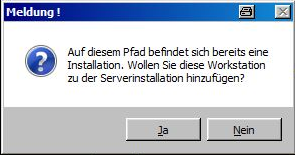 Meldung !
Auf diesem Pfad befindet sich bereits eine
Installation. Wollen Sie diese Workstation
zu der Serverinstallation hinzufügen?
Ja
Nein